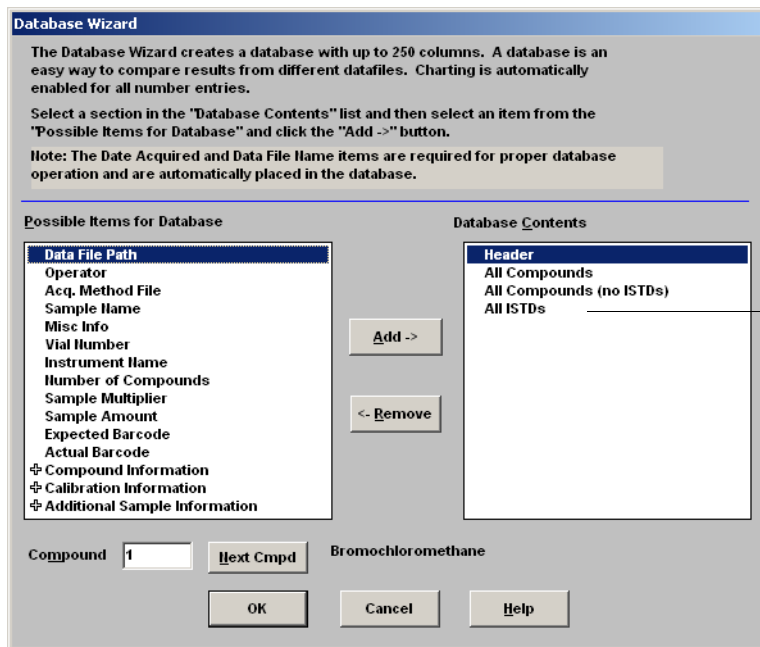 Database Wizard
The Database Wizard creates a database with up to 250 columns. A database is an
easy way to compare results from different datafiles. Charting is automatically
enabled for all number entries.
Select a section in the "Database Contents" list and then select an item from the
"Possible Items for Database" and click the "Add ->" button.
Note: The Date Acquired and Data File Name items are required for proper database
operation and are automatically placed in the database.
Possible Items for Database
Data File Path
Operator
Acq. Method File
Sample Name
Misc Info
Vial Number
Instrument Name
Number of Compounds
Sample Multiplier
Sample Amount
Expected Barcode
Actual Barcode
Compound Information
Calibration Information
Additional Sample Information
Add ->
<- Remove
Database Contents
Header
All Compounds
All Compounds (no ISTDs)
All ISTDs
Compound 1 Next Cmpd Bromochloromethane
OK Cancel Help